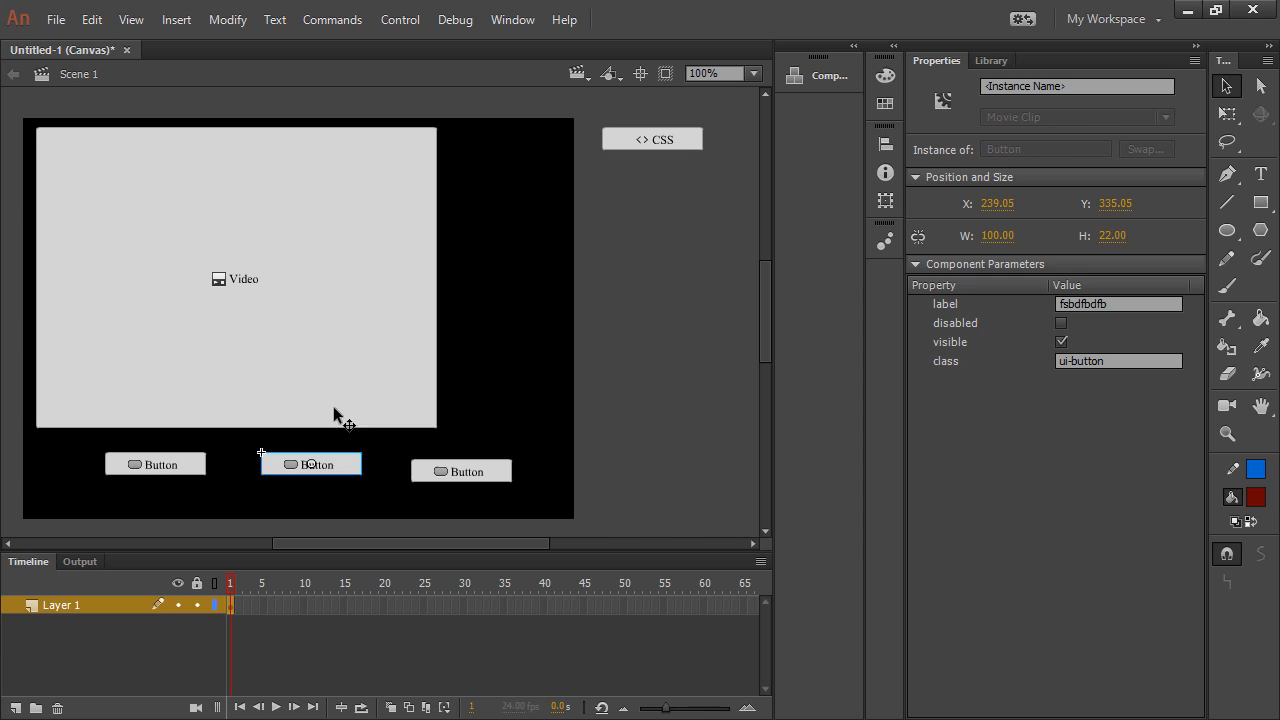 An File Edit View Insert Modify Text Commands Control Debug Window Help My Workspace
Untitled-1 (Canvas)* ×
Scene 1 100%
Comp...
Properties Library T...
<Instance Name>
Movie Clip
Instance of: Button Swap...
Position and Size
X: 239.05 Y: 335.05
W: 100.00 H: 22.00
Component Parameters
Property Value
label fsbdfbdfb
disabled
visible
class ui-button
<> CSS
Video
Button Button Button
Timeline Output
1 5 10 15 20 25 30 35 40 45 50 55 60 65
Layer 1
1 24.00 fps 0.0 s